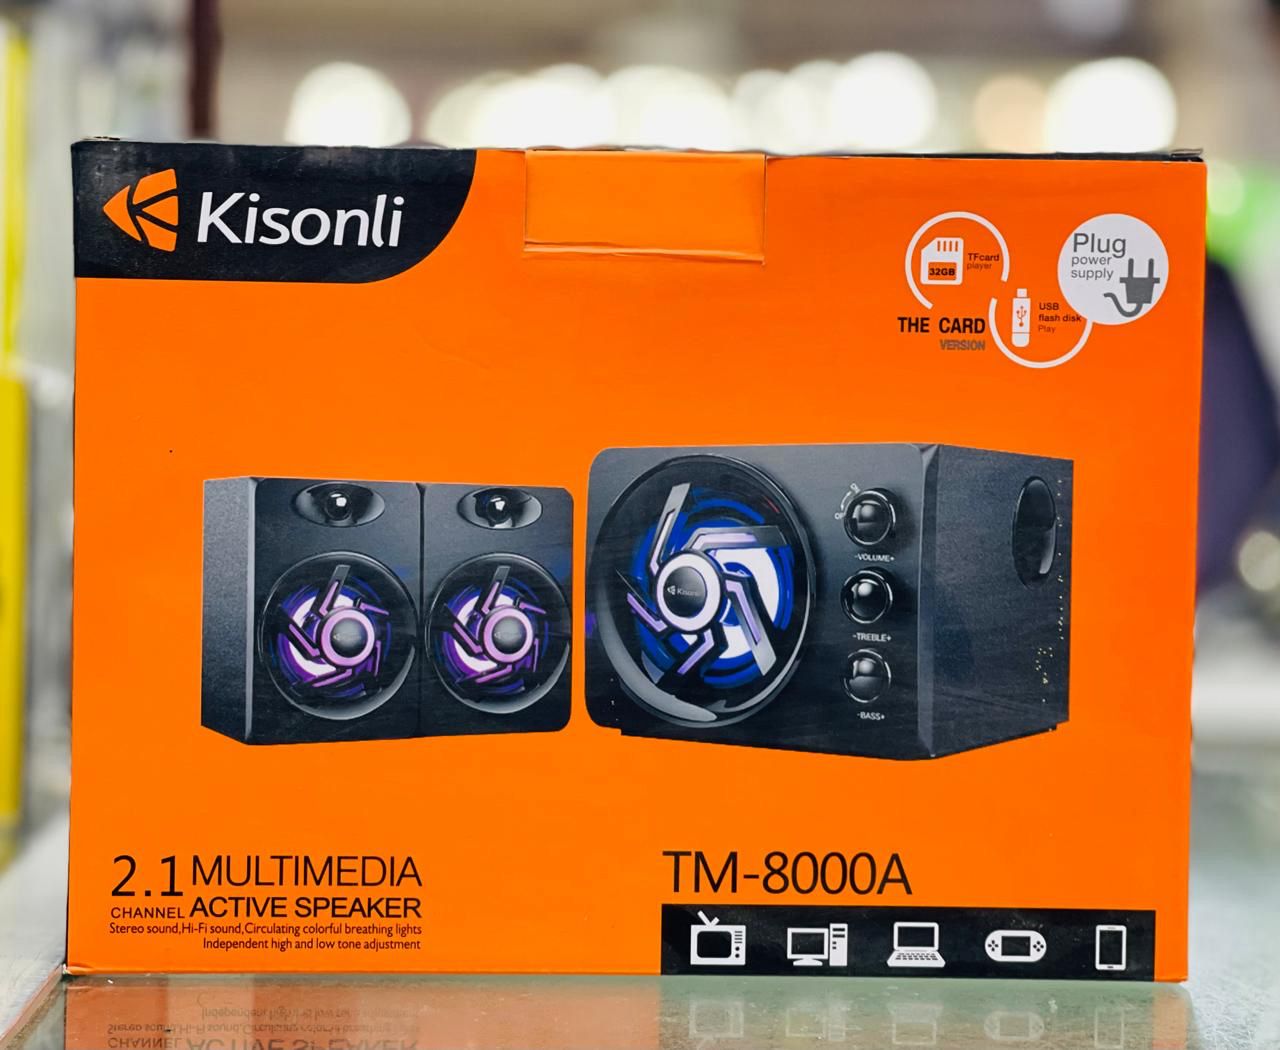 Kisonli
32GB
TFcard
player
Plug
power
supply
USB
flash disk
Play
THE CARD
VERSION
Kisonli
-VOLUME+
-TREBLE+
-BASS+
2.1 MULTIMEDIA
CHANNEL ACTIVE SPEAKER
Stereo sound,Hi-Fi sound,Circulating colorful breathing lights
Independent high and low tone adjustment
TM-8000A